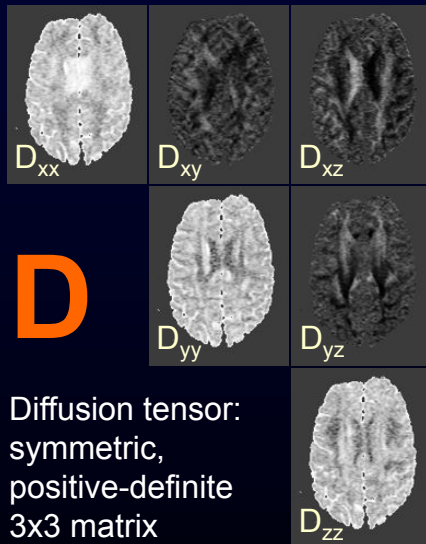 Dxx
Dxy
Dxz
D
Dyy
Dyz
Diffusion tensor:
symmetric,
positive-definite
3x3 matrix
Dzz